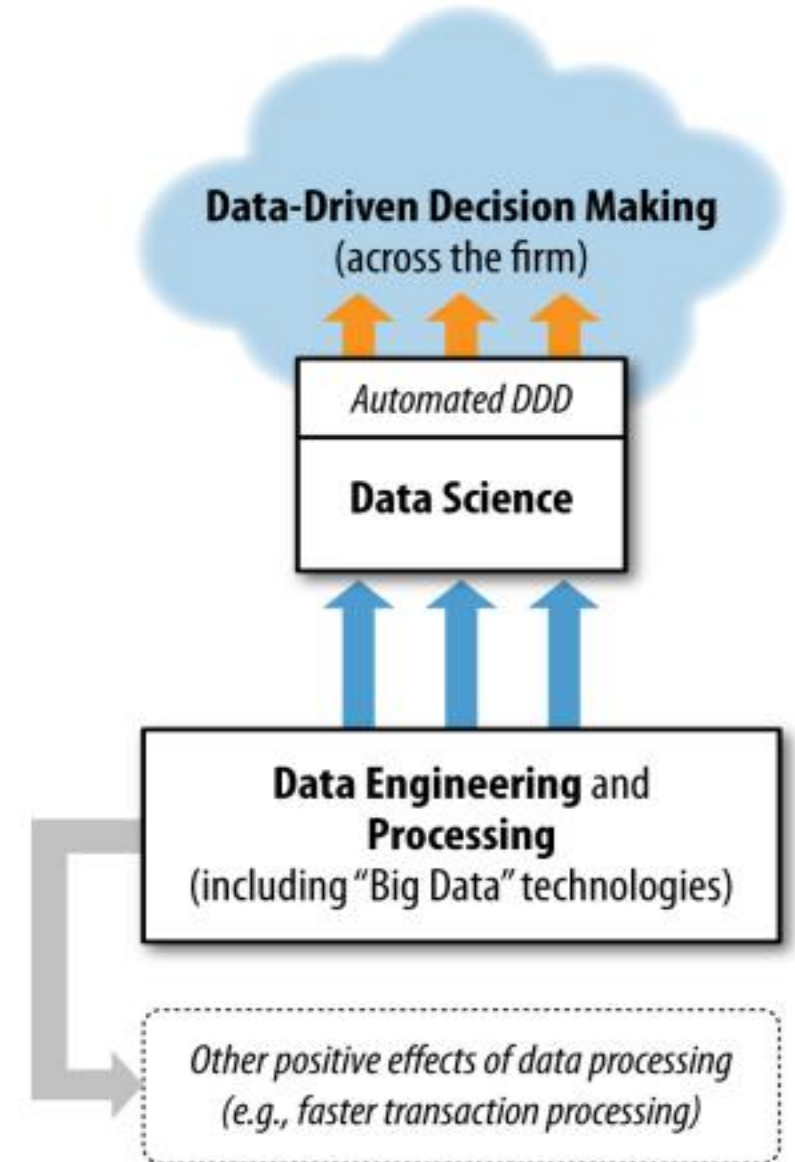 Data-Driven Decision Making
(across the firm)
Automated DDD
Data Science
Data Engineering and
Processing
(including “Big Data” technologies)
Other positive effects of data processing
(e.g., faster transaction processing)